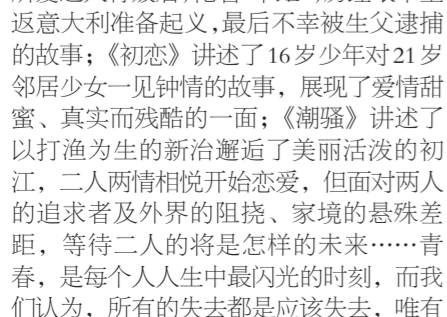 返意大利准备起义,最后不幸被生父逮捕
的故事；《初恋》讲述了16岁少年对21岁
邻居少女一见钟情的故事，展现了爱情甜
蜜、真实而残酷的一面；《潮骚》讲述了
以打渔为生的新治邂逅了美丽活泼的初
江，二人两情相悦开始恋爱，但面对两人
的追求者及外界的阻挠、家境的悬殊差
距，等待二人的将是怎样的未来……青
春，是每个人人生中最闪光的时刻，而我
们认为，所有的失去都是应该失去，唯有